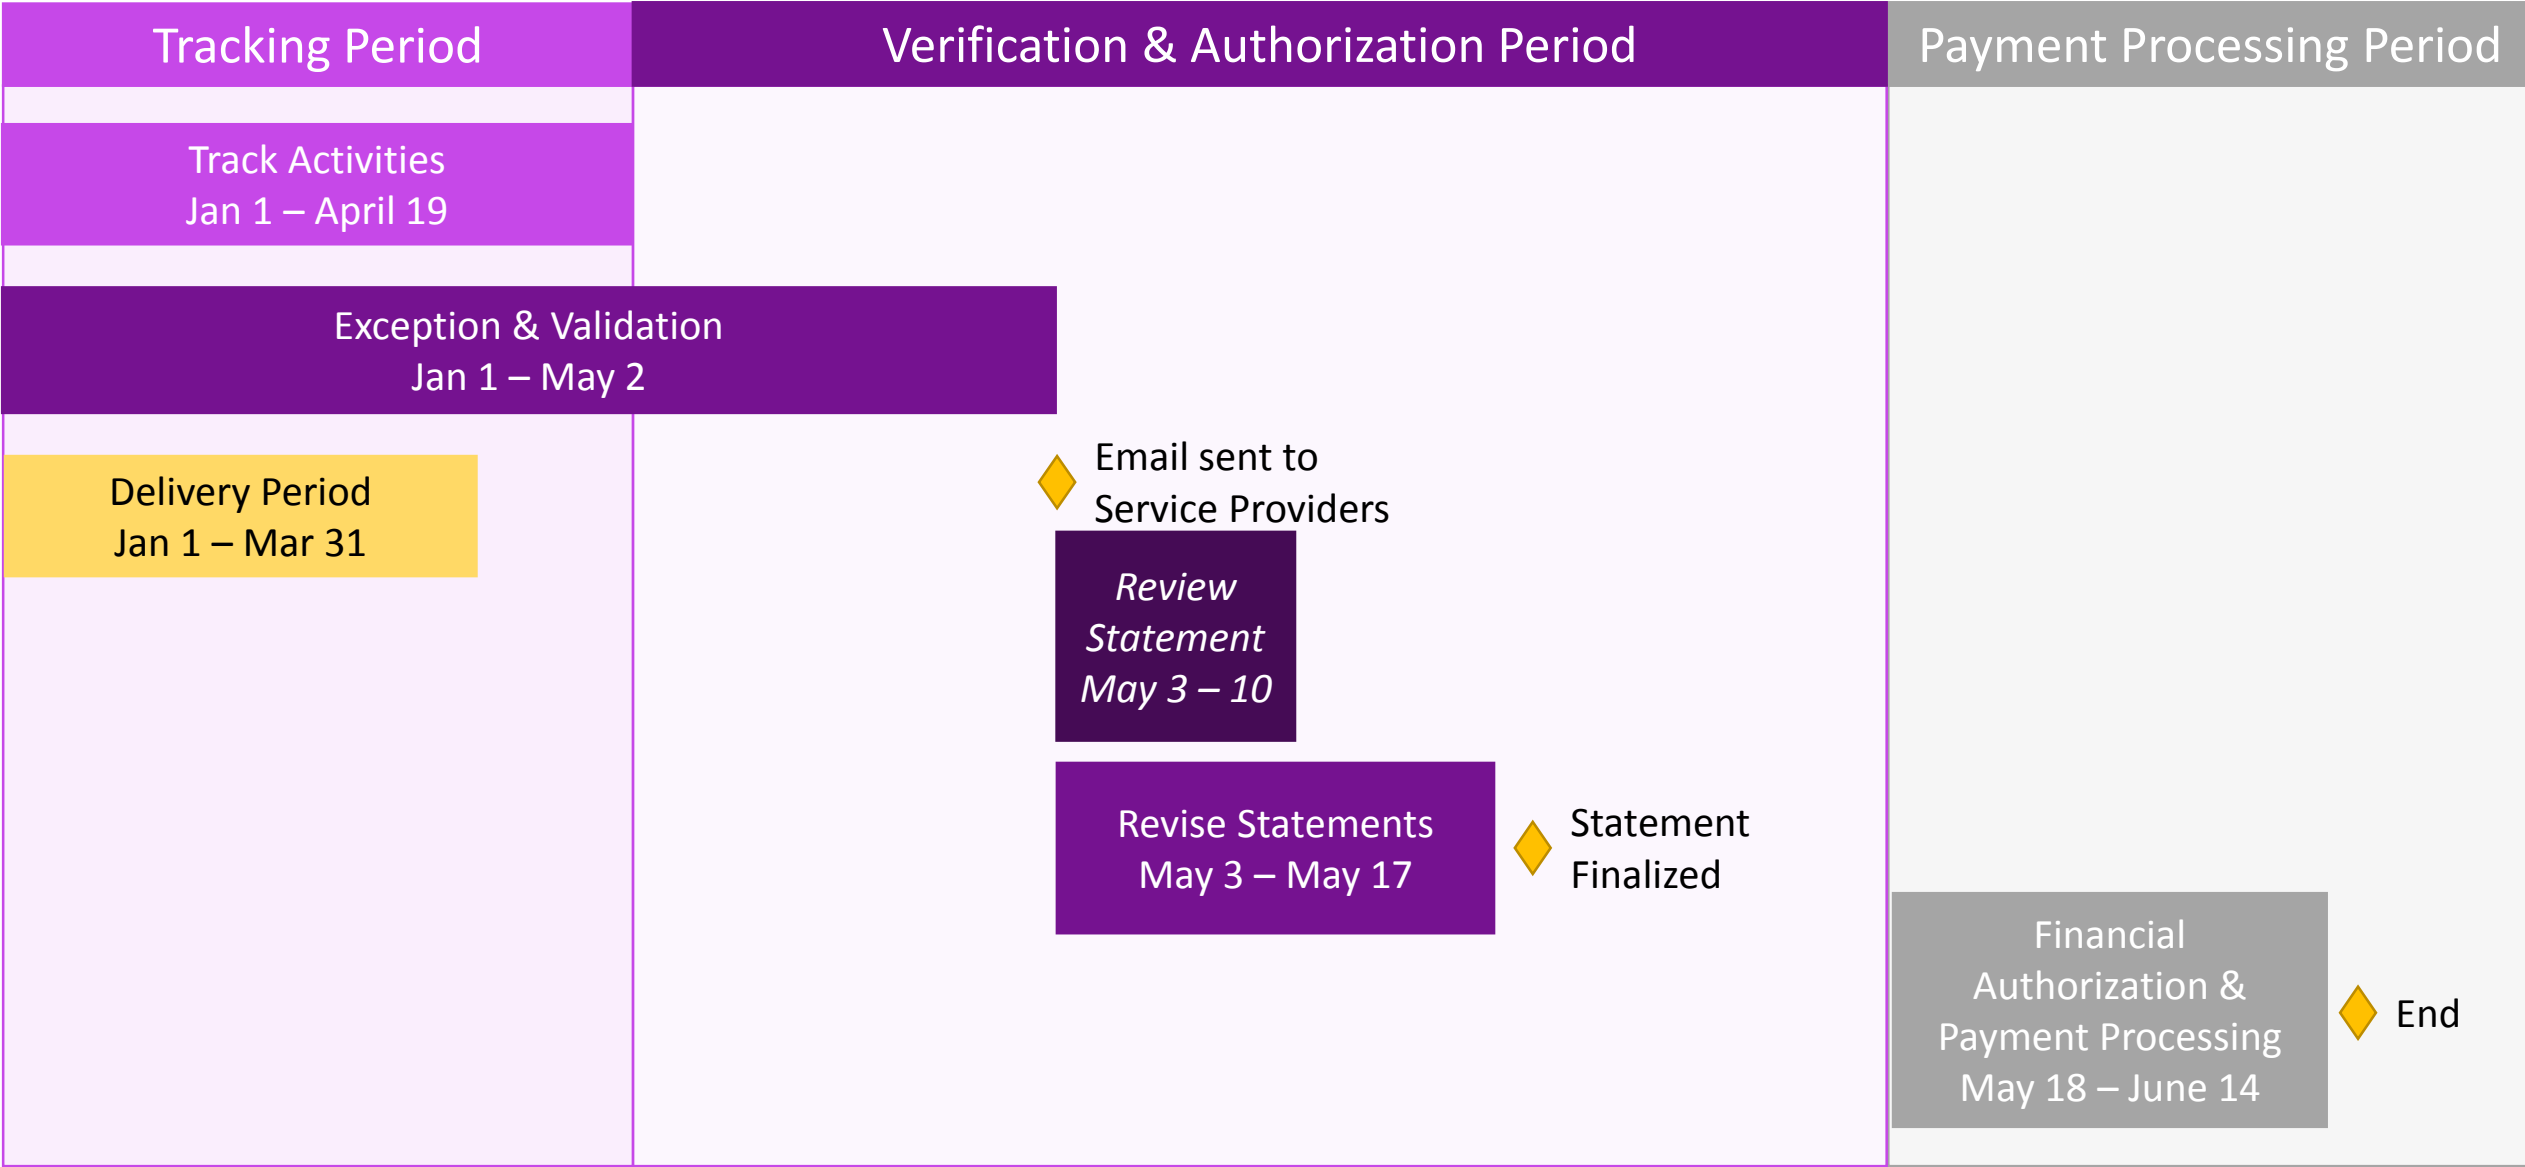 Tracking Period
Verification & Authorization Period
Payment Processing Period
Track Activities
Jan 1 – April 19
Exception & Validation
Jan 1 – May 2
Delivery Period
Jan 1 – Mar 31
Email sent to
Service Providers
Review
Statement
May 3 – 10
Revise Statements
May 3 – May 17
Statement
Finalized
Financial
Authorization &
Payment Processing
May 18 – June 14
End